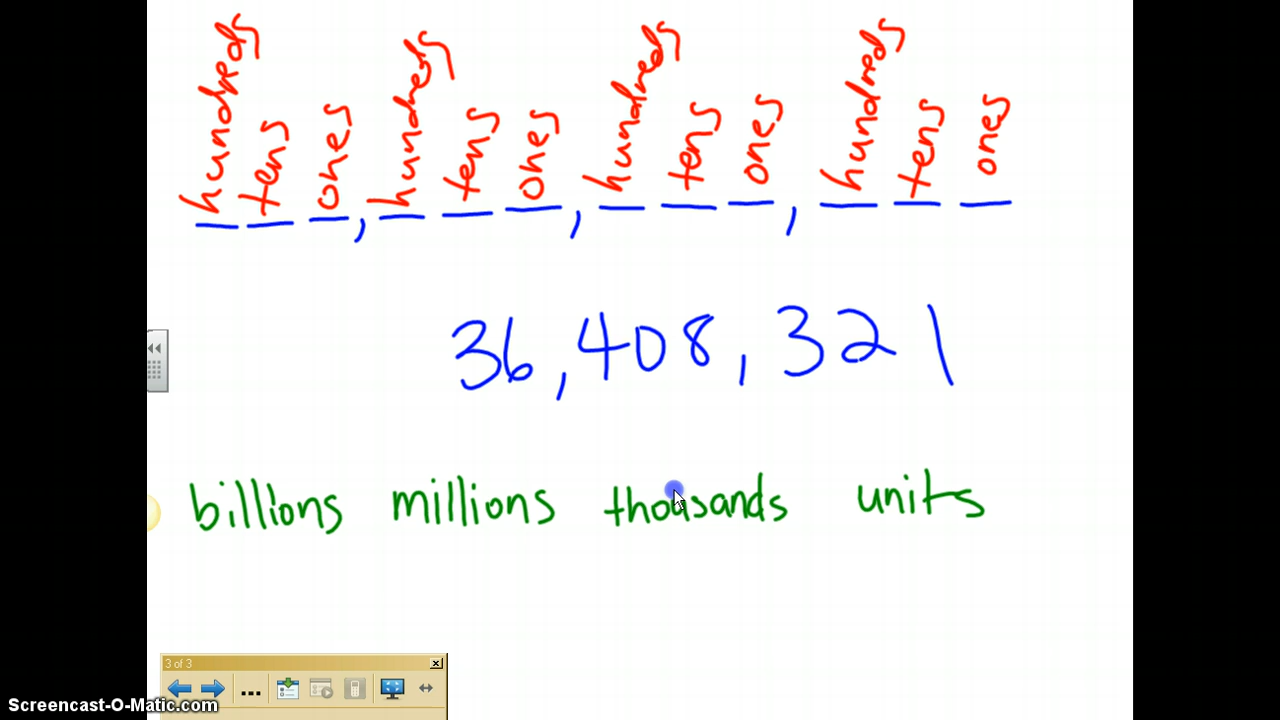 hundreds tens ones, hundreds tens ones, hundreds tens ones, hundreds tens ones
36,408,321
billions millions thousands units
3 of 3
Screencast-O-Matic.com